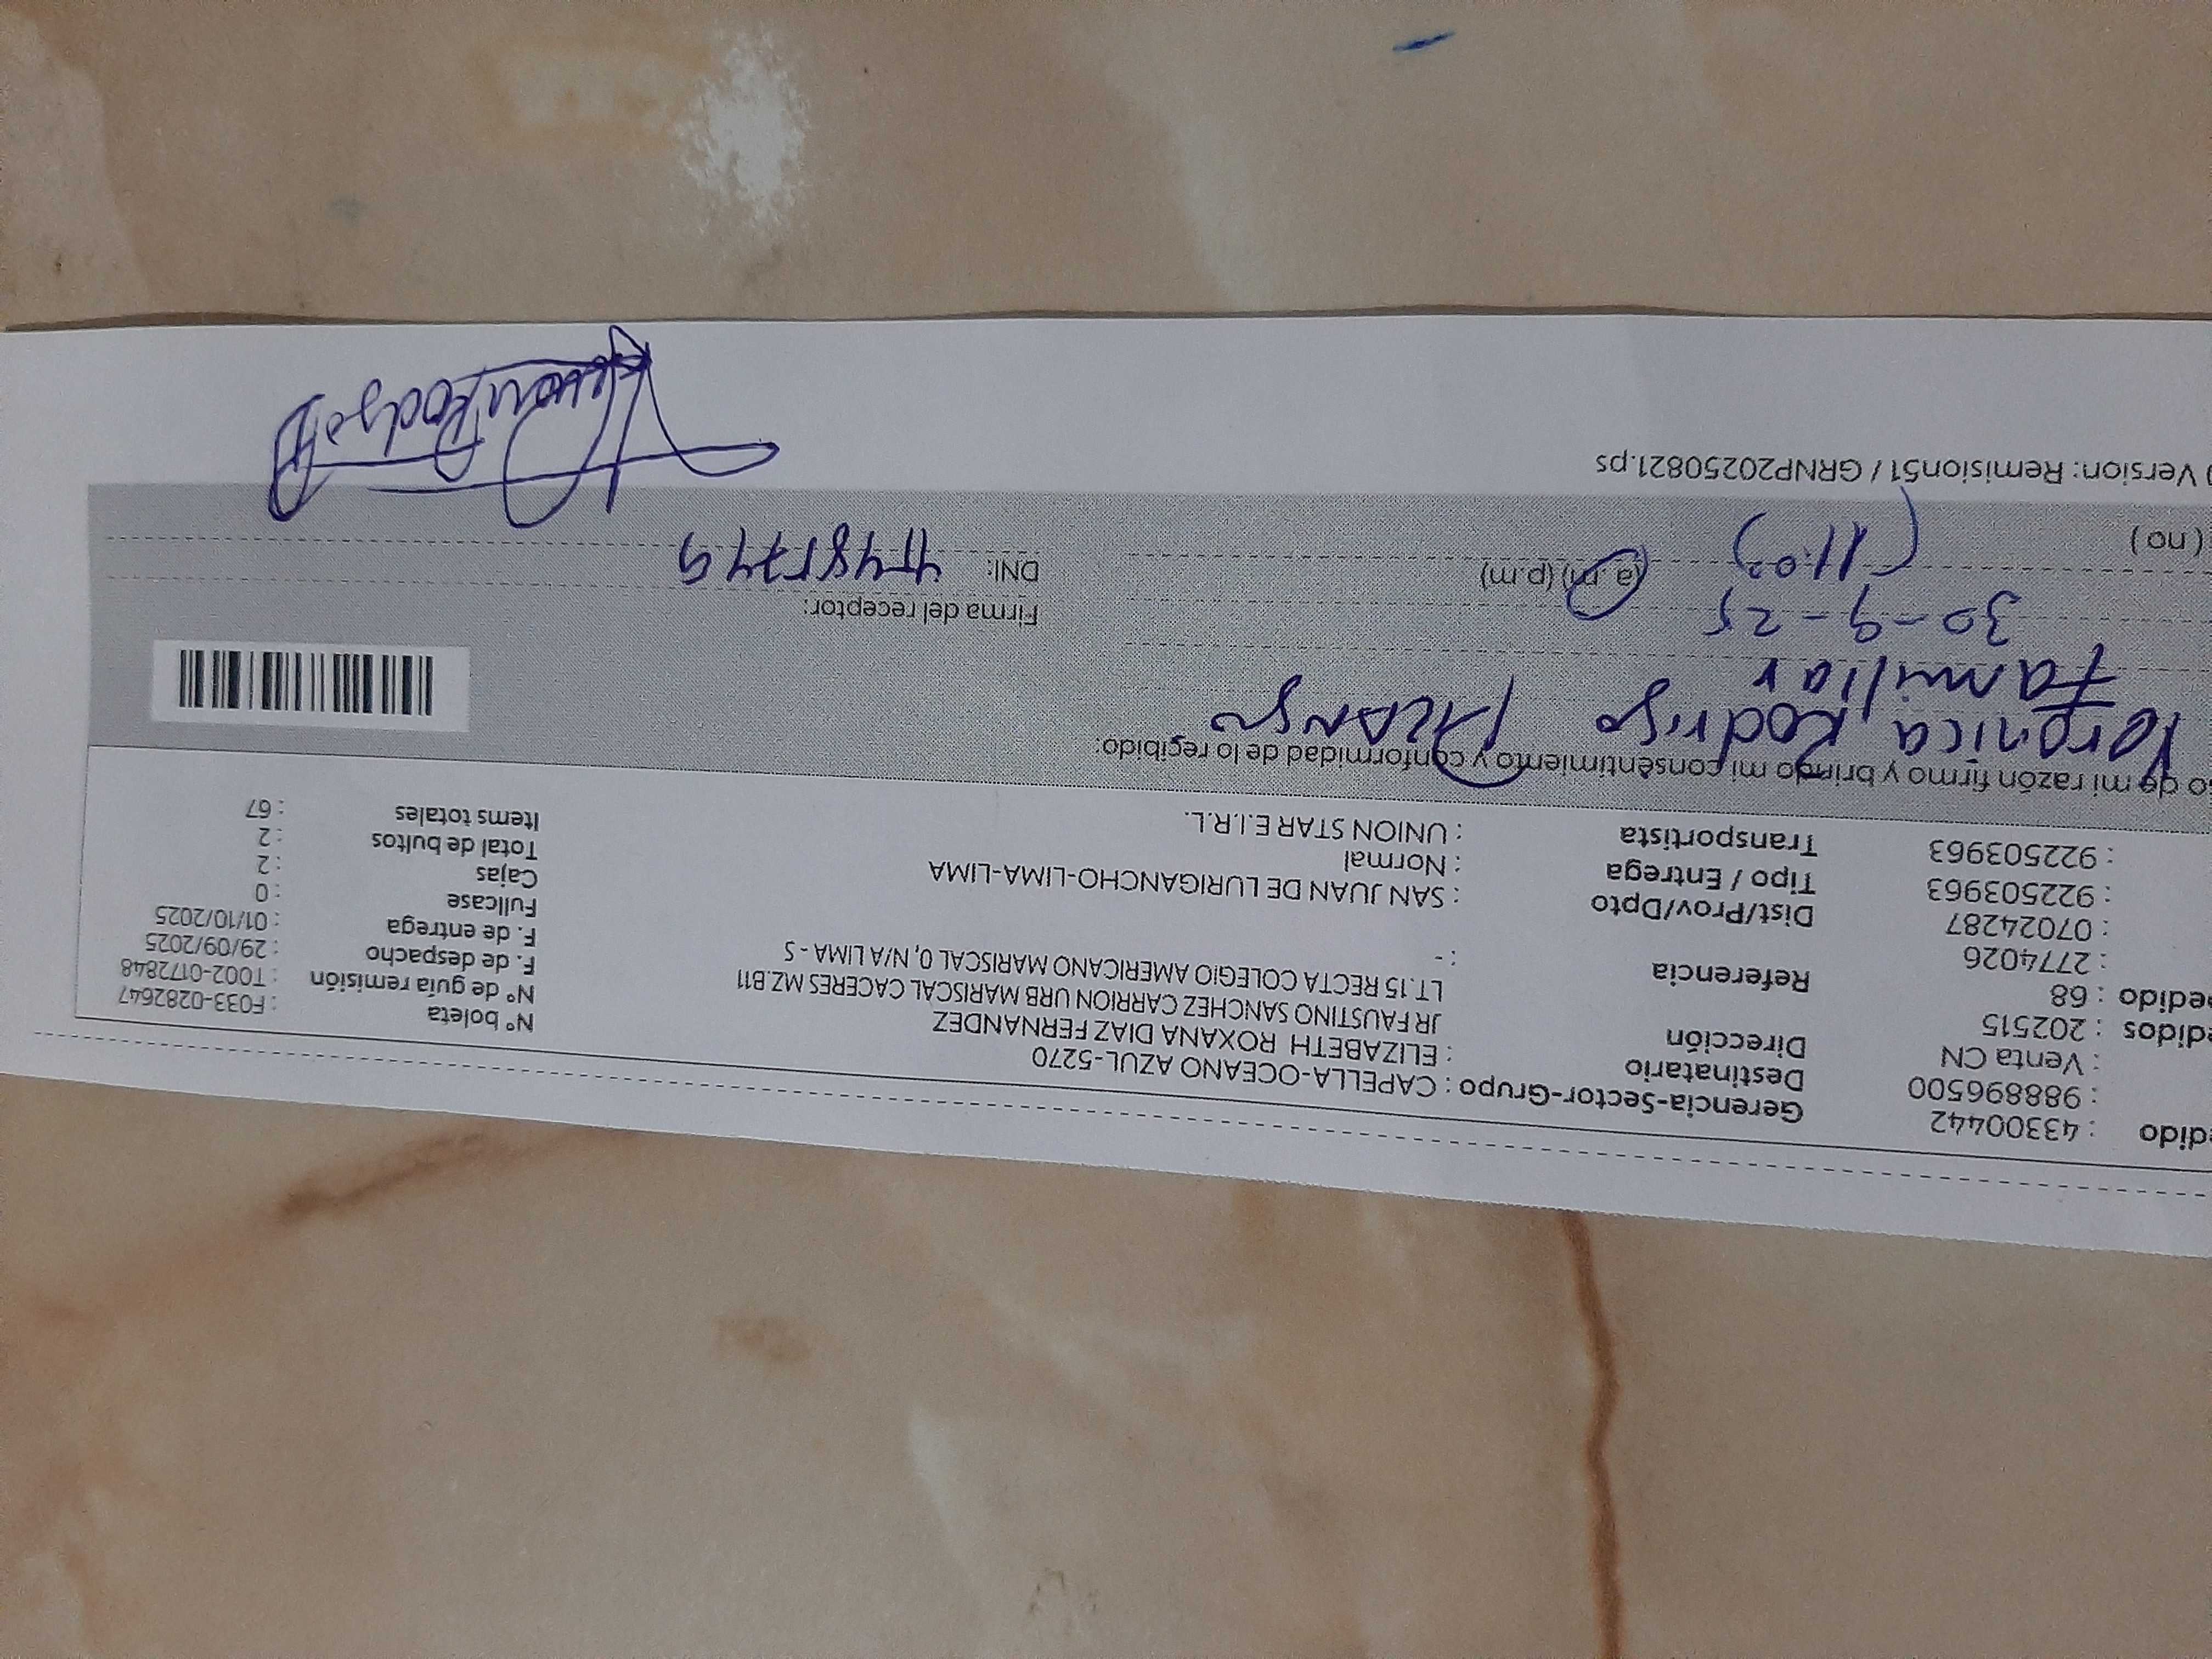 edido : 43300442 Gerencia-Sector-Grupo : CAPELLA-OCEANO AZUL-5270
: 988896500 Destinatario : ELIZABETH ROXANA DIAZ FERNANDEZ Nº boleta : F033-0282647
: Venta CN Dirección JR FAUSTINO SANCHEZ CARRION URB MARISCAL CACERES MZ.B11 Nº de guía remisión : T002-0172848
edidos : 202515 LT.15 RECTA COLEGIO AMERICANO MARISCAL 0, N/A LIMA - S F. de despacho : 29/09/2025
edido : 68 Referencia : - F. de entrega : 01/10/2025
: 2774026 Fullcase : 0
: 07024287 Dist/Prov/Dpto : SAN JUAN DE LURIGANCHO-LIMA-LIMA Cajas : 2
: 922503963 Tipo / Entrega : Normal Total de bultos : 2
: 922503963 Transportista : UNION STAR E.I.R.L. Items totales : 67
so de mi razón firmo y brindo mi consentimiento y conformidad de lo recibido:
Veronica Rodrigo
Familiar
30-9-25 Firma del receptor:
(no) (11:03) (a.m) (p.m) DNI:
) Version: Remision51 / GRNP20250821.ps